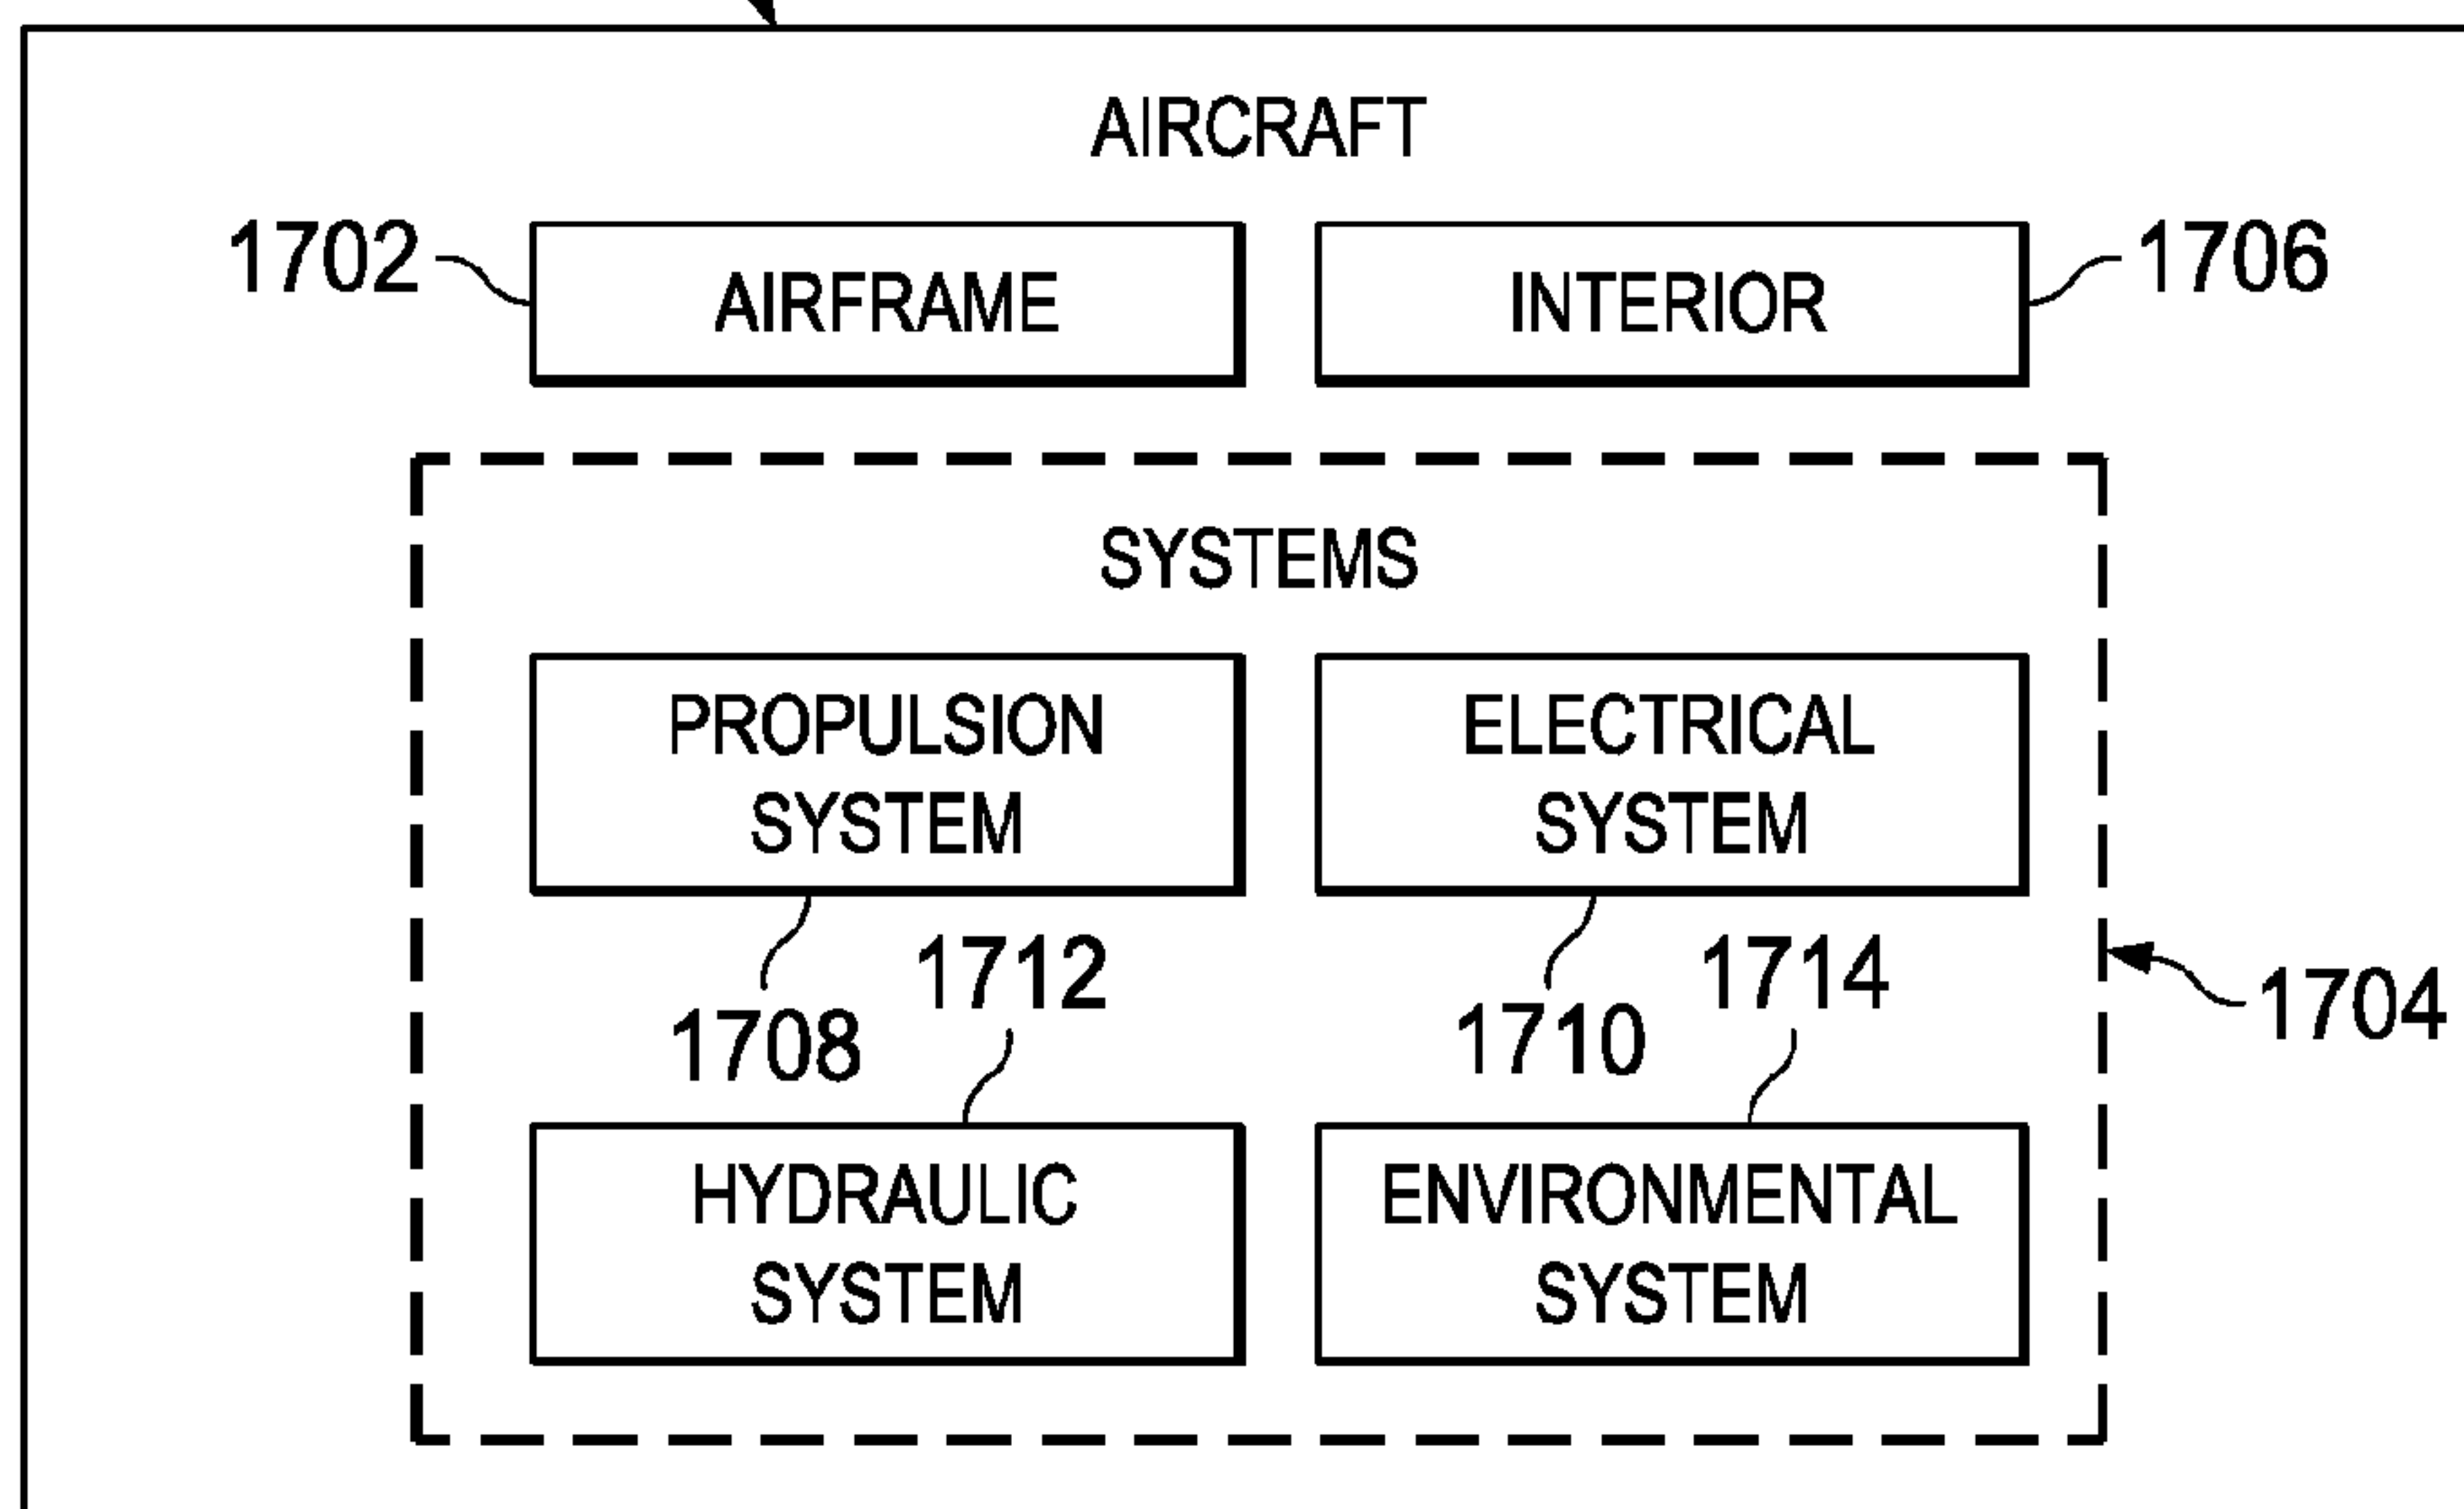 AIRCRAFT
1702
AIRFRAME
INTERIOR
1706
SYSTEMS
PROPULSION
SYSTEM
ELECTRICAL
SYSTEM
1708
1712
1710
1714
1704
HYDRAULIC
SYSTEM
ENVIRONMENTAL
SYSTEM